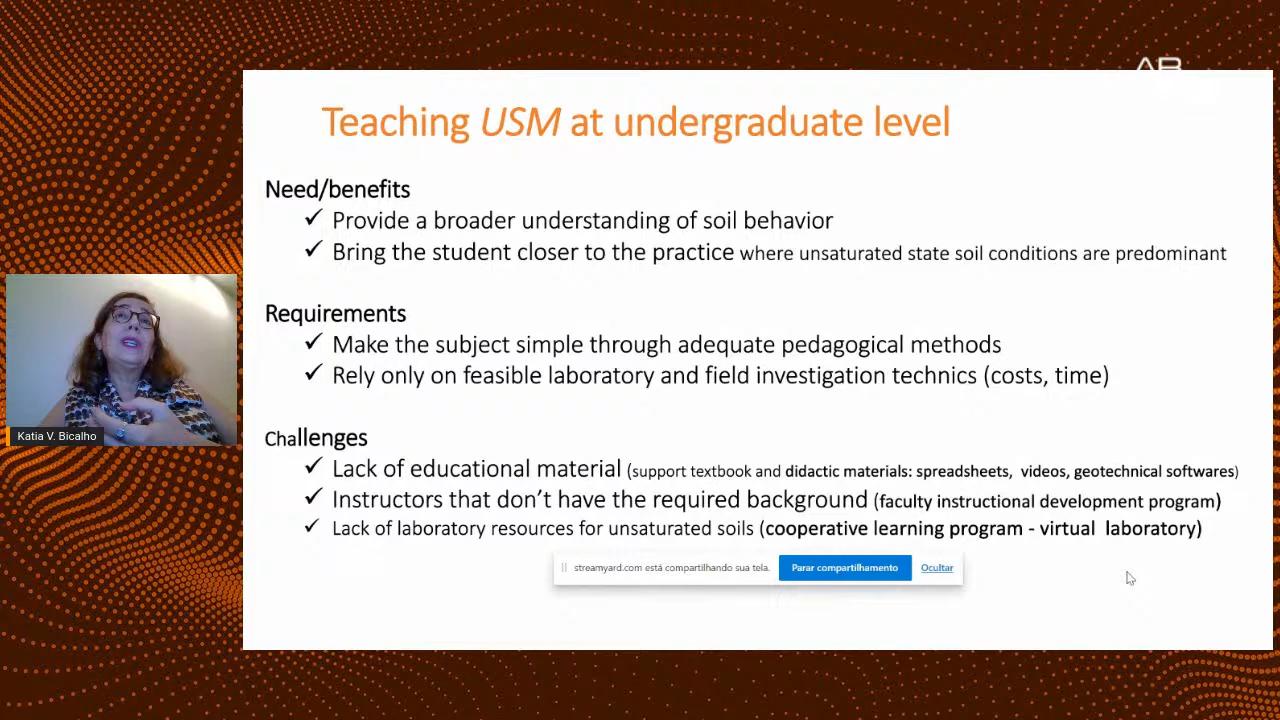 Teaching USM at undergraduate level
Need/benefits
✓ Provide a broader understanding of soil behavior
✓ Bring the student closer to the practice where unsaturated state soil conditions are predominant
Requirements
✓ Make the subject simple through adequate pedagogical methods
✓ Rely only on feasible laboratory and field investigation technics (costs, time)
Challenges
✓ Lack of educational material (support textbook and didactic materials: spreadsheets, videos, geotechnical softwares)
✓ Instructors that don’t have the required background (faculty instructional development program)
✓ Lack of laboratory resources for unsaturated soils (cooperative learning program - virtual laboratory)
streamyard.com está compartilhando sua tela. Parar compartilhamento Ocultar
Katia V. Bicalho